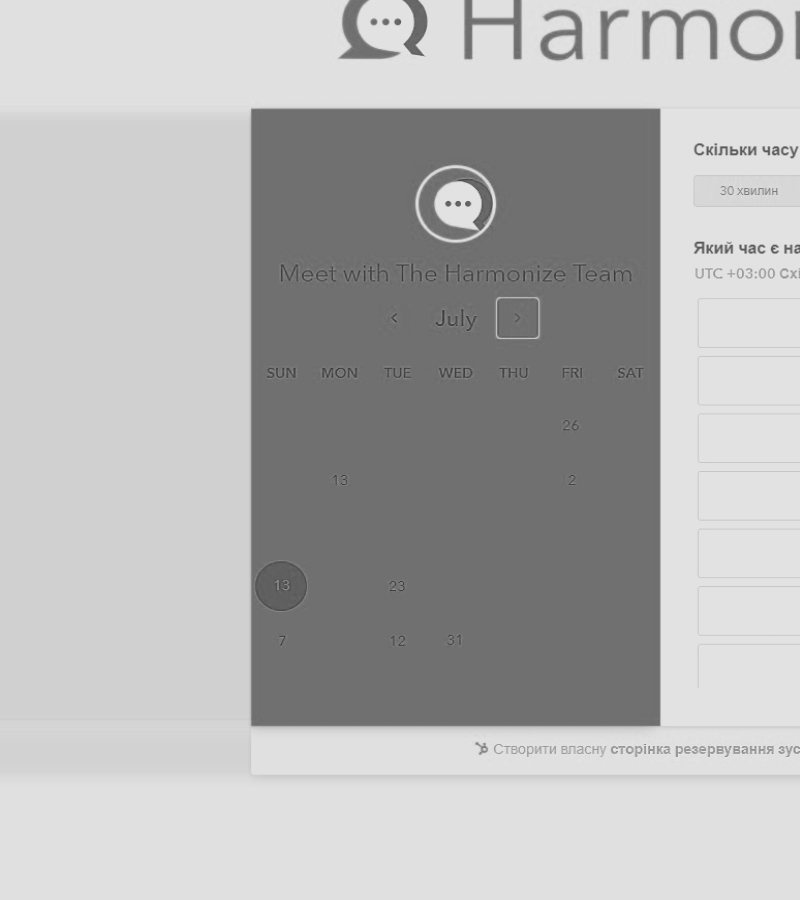 Harmo
Meet with The Harmonize Team
July
SUN MON TUE WED THU FRI SAT
26
13 2
13 23
7 12 31
Скільки часу
30 хвилин
Який час є на
UTC +03:00 Схі
Створити власну сторінка резервування зус